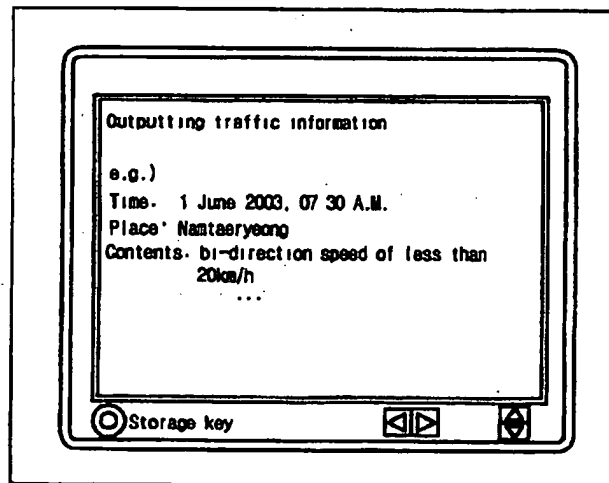 Outputting traffic information
e.g.)
Time. 1 June 2003, 07 30 A.M.
Place' Namtaeryeong
Contents. bi-direction speed of less than
20km/h
...
Storage key